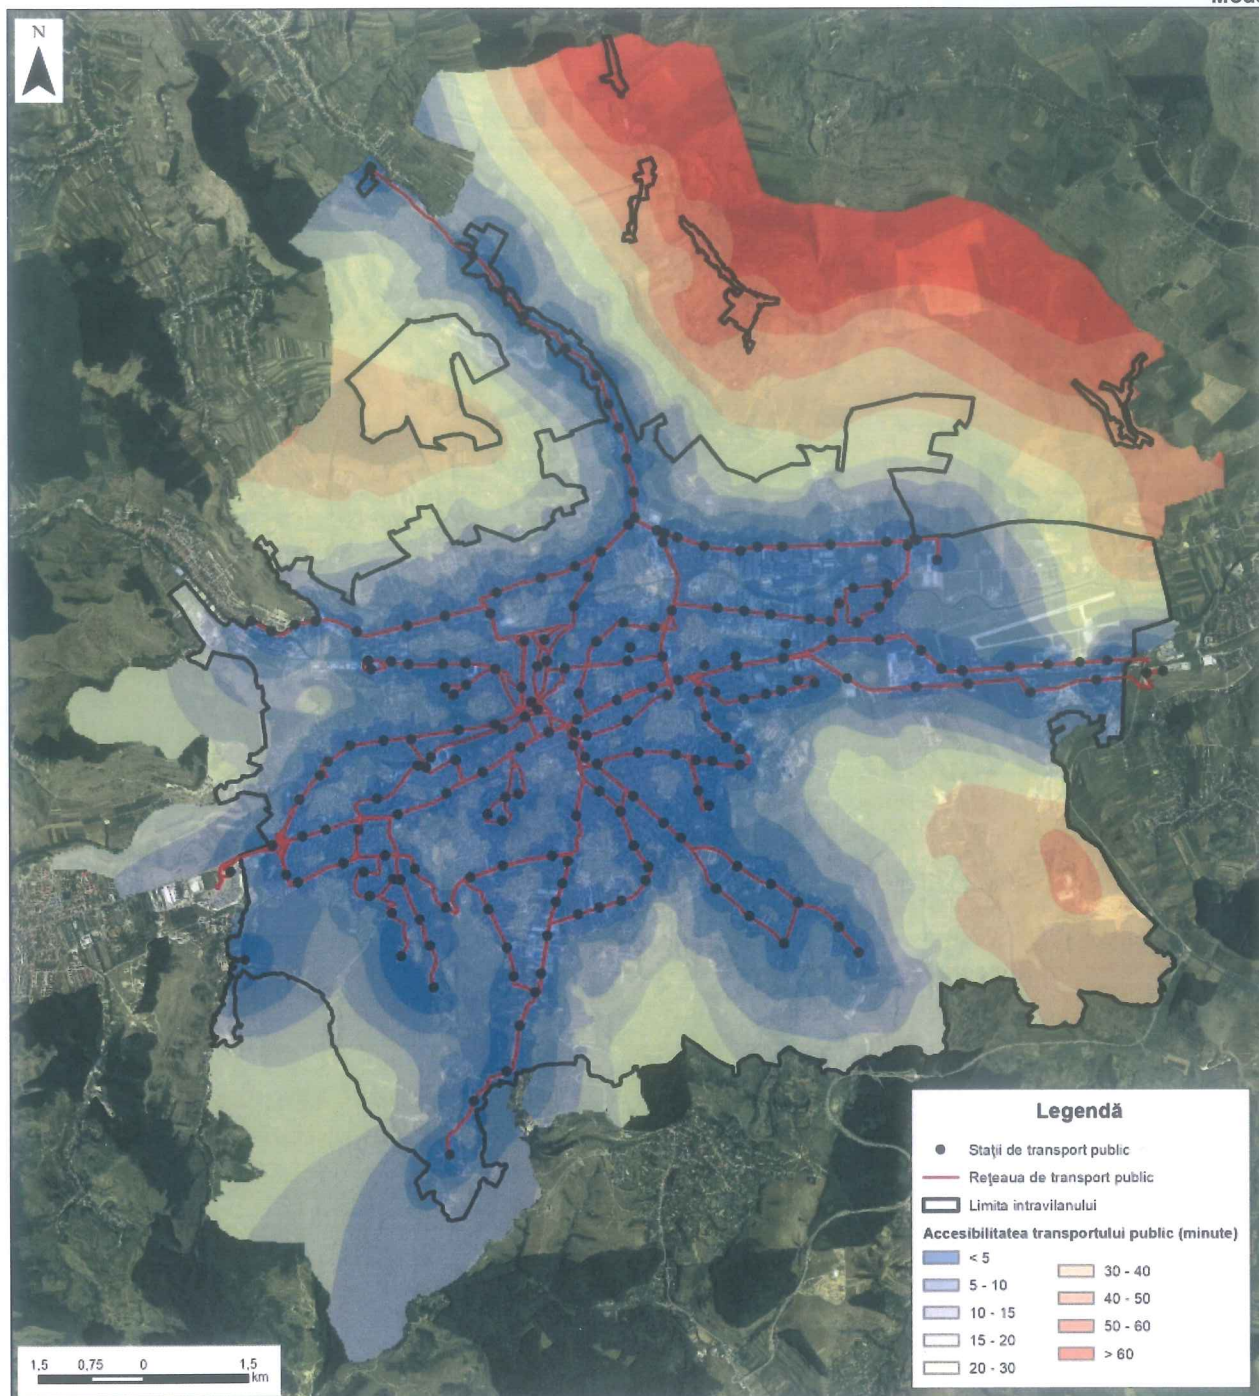 N
Legendă
Stații de transport public
Rețeaua de transport public
Limita intravilanului
Accesibilitatea transportului public (minute)
< 5
5 - 10
10 - 15
15 - 20
20 - 30
30 - 40
40 - 50
50 - 60
> 60
1,5 0,75 0 1,5
km